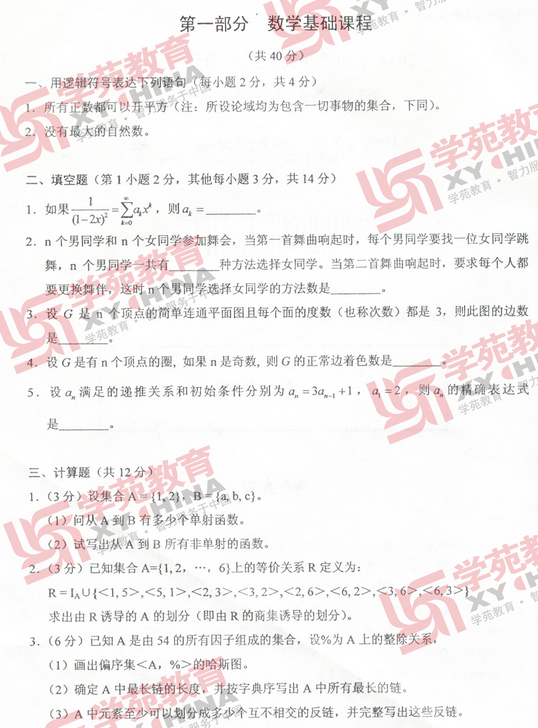 第一部分 数学基础课程
（共 40 分）
一、用逻辑符号表达下列语句（每小题 2 分，共 4 分）
1．所有正数都可以开平方（注：所设论域均为包含一切事物的集合，下同）。
2．没有最大的自然数。
二、填空题（第 1 小题 2 分，其他每小题 3 分，共 14 分）
1．如果 1/(1-2x)² = ∑_{k=0}^{∞} a_k x^k ，则 a_k = ________。
2．n 个男同学和 n 个女同学参加舞会，当第一首舞曲响起时，每个男同学要找一位女同学跳
舞，n 个男同学一共有________种方法选择女同学。当第二首舞曲响起时，要求每个人都
要更换舞伴，这时 n 个男同学选择女同学的方法数是________。
3．设 G 是 n 个顶点的简单连通平面图且每个面的度数（也称次数）都是 3，则此图的边数
是________。
4．设 G 是有 n 个顶点的圈, 如果 n 是奇数, 则 G 的正常边着色数是________。
5．设 a_n 满足的递推关系和初始条件分别为 a_n = 3a_{n-1} + 1 ，a_1 = 2 ，则 a_n 的精确表达式
是________。
三、计算题（共 12 分）
1．（3 分）设集合 A = {1, 2}，B = {a, b, c}。
（1）问从 A 到 B 有多少个单射函数。
（2）试写出从 A 到 B 所有非单射的函数。
2．（3 分）已知集合 A={1, 2，…，6}上的等价关系 R 定义为：
R = I_A∪{<1, 5>,<5, 1>,<2, 3>,<3, 2>,<2, 6>,<6, 2>,<3, 6>,<6, 3>}
求出由 R 诱导的 A 的划分（即由 R 的商集诱导的划分）。
3．（6 分）已知 A 是由 54 的所有因子组成的集合，设%为 A 上的整除关系，
（1）画出偏序集＜A，%＞的哈斯图。
（2）确定 A 中最长链的长度，并按字典序写出 A 中所有最长的链。
（3）A 中元素至少可以划分成多少个互不相交的反链，并完整写出这些反链。
学苑教育
XY CHINA
学苑教育・智力服务于中国